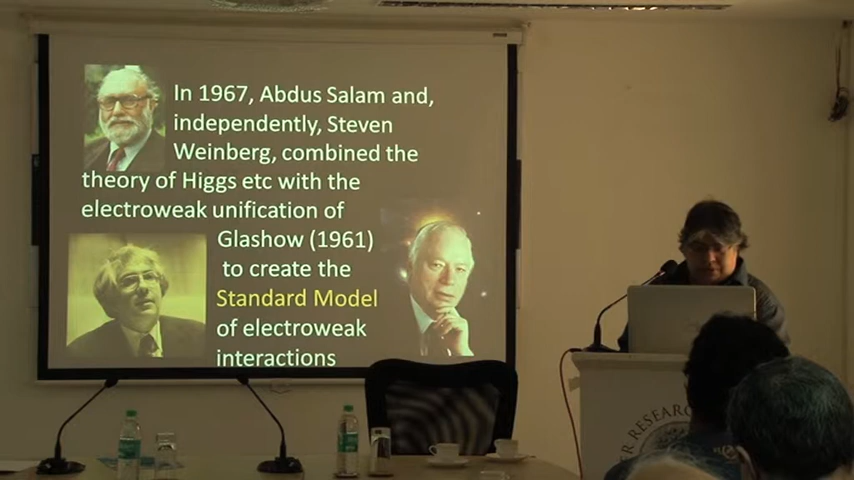 In 1967, Abdus Salam and,
independently, Steven
Weinberg, combined the
theory of Higgs etc with the
electroweak unification of
Glashow (1961)
to create the
Standard Model
of electroweak
interactions
RESEARCH